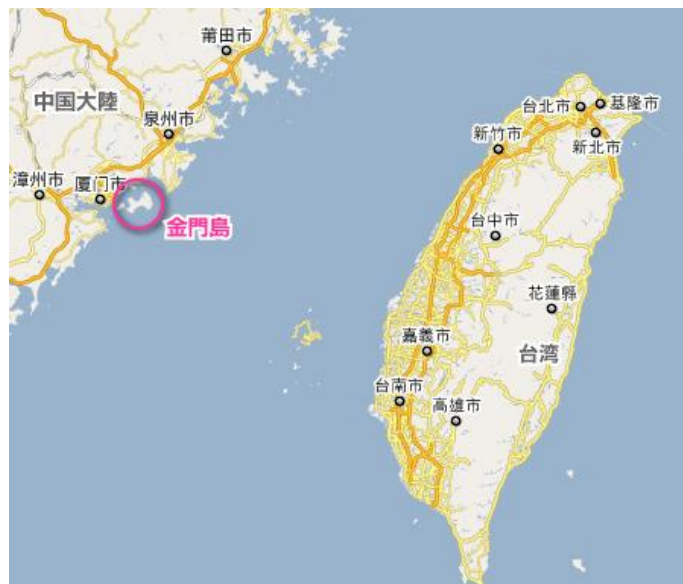 莆田市
中国大陸
泉州市
漳州市
厦门市
金門島
台北市
基隆市
新竹市
新北市
台中市
花蓮縣
嘉義市
台湾
台南市
高雄市